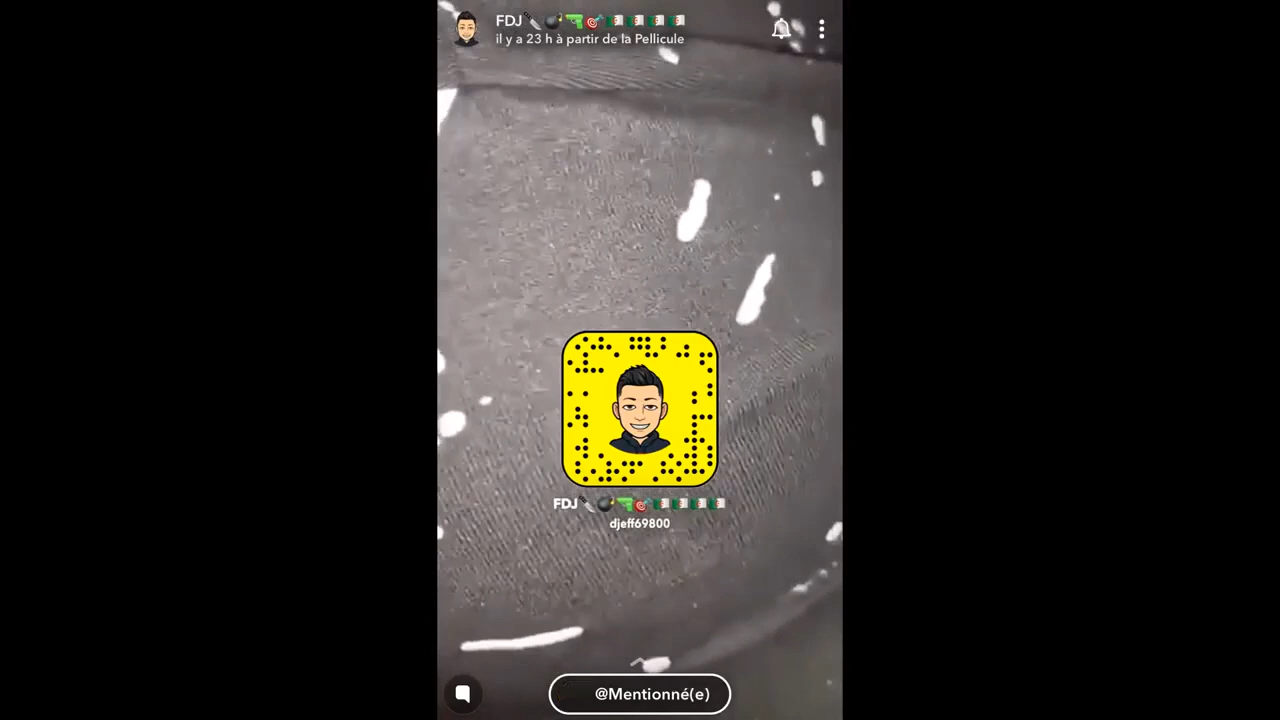 FDJ🔪💣🔫🎯🇩🇿🇩🇿🇩🇿🇩🇿
il y a 23 h à partir de la Pellicule
FDJ🔪💣🔫🎯🇩🇿🇩🇿🇩🇿🇩🇿
djeff69800
@Mentionné(e)